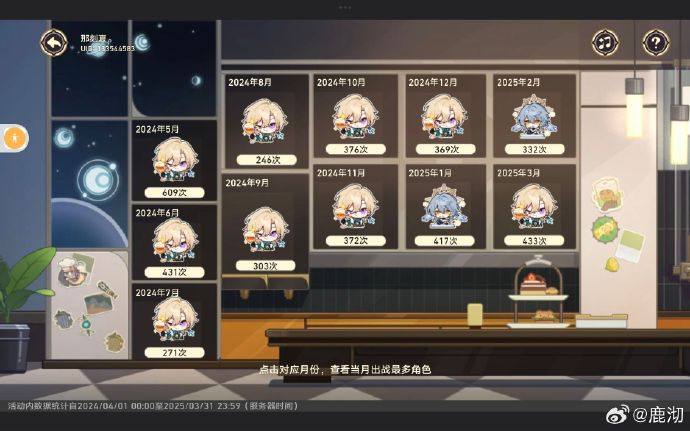 那刻夏。
UID: 133544583
2024年5月
609次
2024年6月
431次
2024年7月
271次
2024年8月
246次
2024年9月
303次
2024年10月
376次
2024年11月
372次
2024年12月
369次
2025年1月
417次
2025年2月
332次
2025年3月
433次
点击对应月份，查看当月出战最多角色
活动内数据统计自2024/04/01 00:00至2025/03/31 23:59（服务器时间）
@鹿沏